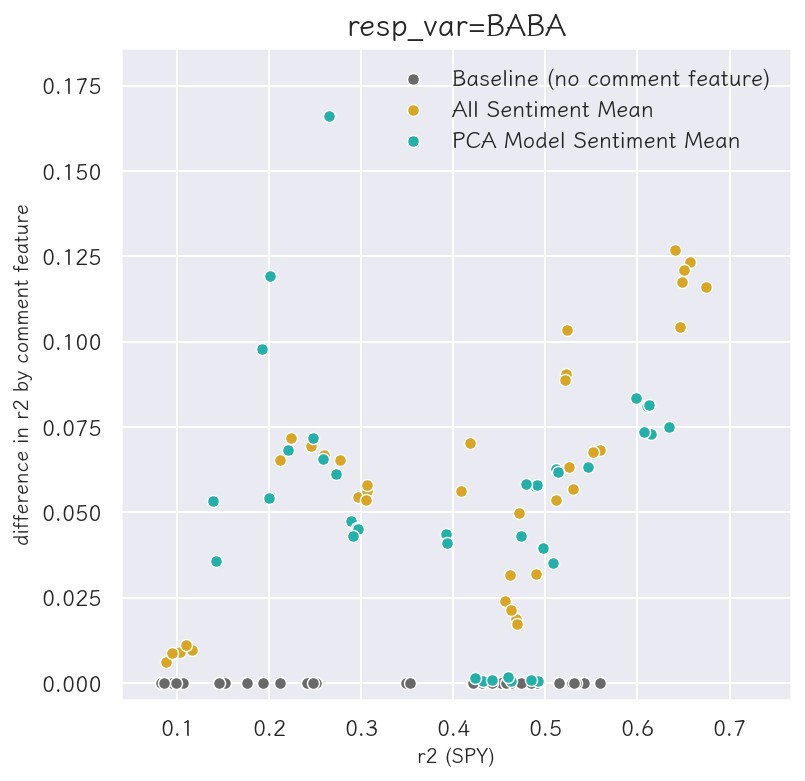 resp_var=BABA
Baseline (no comment feature)
All Sentiment Mean
PCA Model Sentiment Mean
difference in r2 by comment feature
0.175
0.150
0.125
0.100
0.075
0.050
0.025
0.000
0.1 0.2 0.3 0.4 0.5 0.6 0.7
r2 (SPY)